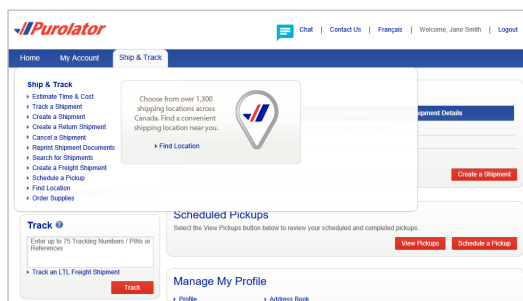 Purolator
Chat | Contact Us | Français | Welcome, Jane Smith | Logout
Home My Account Ship & Track
Ship & Track
Estimate Time & Cost
Track a Shipment
Create a Shipment
Create a Return Shipment
Cancel a Shipment
Reprint Shipment Documents
Search for Shipments
Create a Freight Shipment
Schedule a Pickup
Find Location
Order Supplies
Choose from over 1,300
shipping locations across
Canada. Find a convenient
shipping location near you.
Find Location
hipment Details
Create a Shipment
Track
Enter up to 75 Tracking Numbers / PINs or
References
Track an LTL Freight Shipment
Track
Scheduled Pickups
Select the View Pickups button below to review your scheduled and completed pickups.
View Pickups Schedule a Pickup
Manage My Profile
Profile Address Book